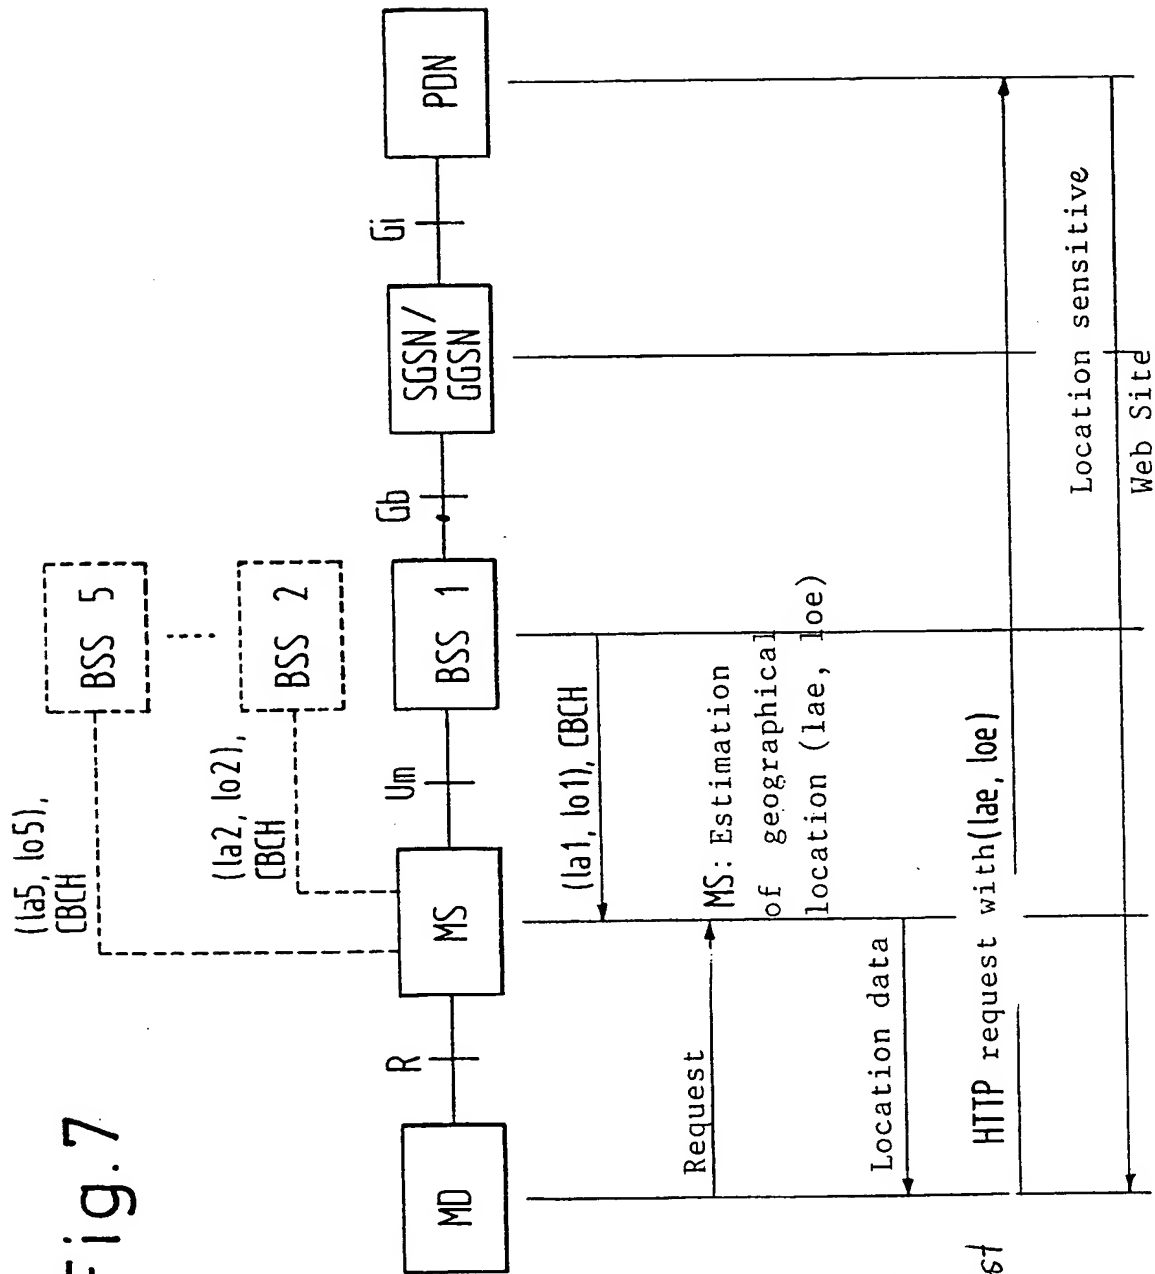 Fig.7
(la5, lo5),
CBCH
BSS 5
(la2, lo2),
CBCH
BSS 2
MD
R
MS
Um
BSS 1
Gb
SGSN/
GGSN
Gi
PDN
(la1, lo1), CBCH
Request
MS: Estimation
of geographical
location (lae, loe)
Location data
HTTP request with(lae, loe)
Location sensitive
Web Site
st